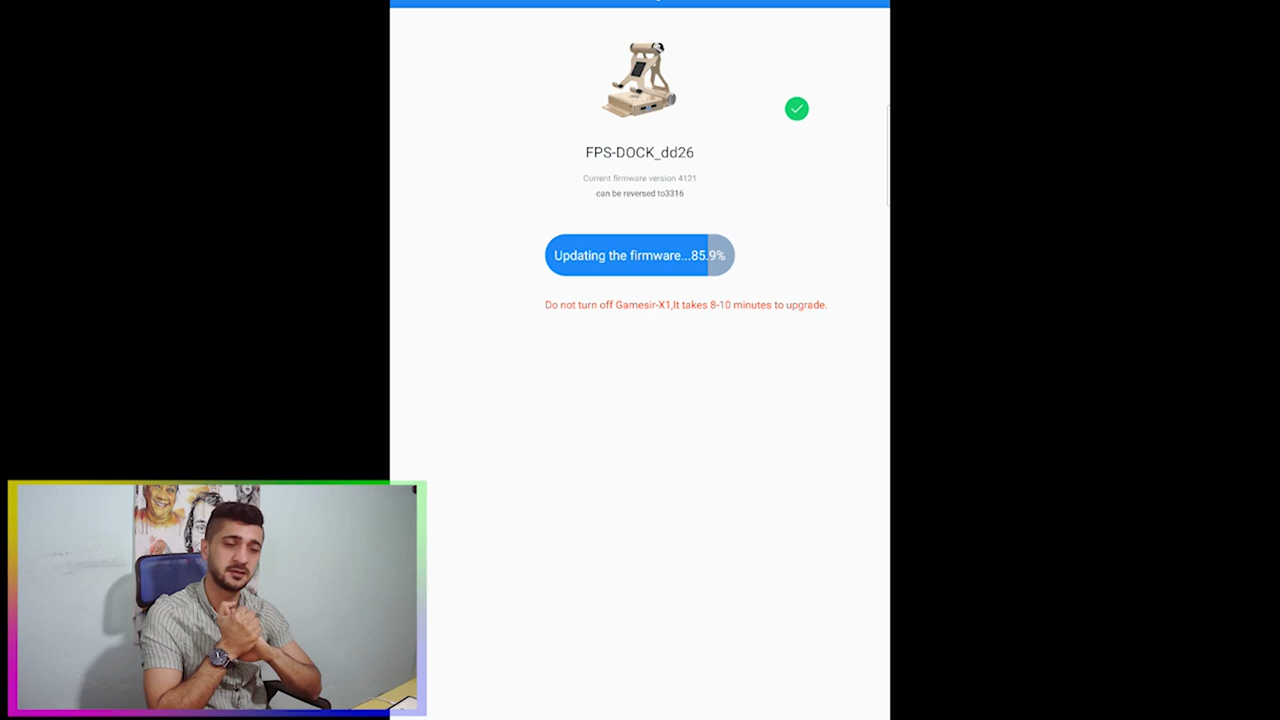 FPS-DOCK_dd26
Current firmware version 4121
can be reversed to3316
Updating the firmware...85.9%
Do not turn off Gamesir-X1,It takes 8-10 minutes to upgrade.